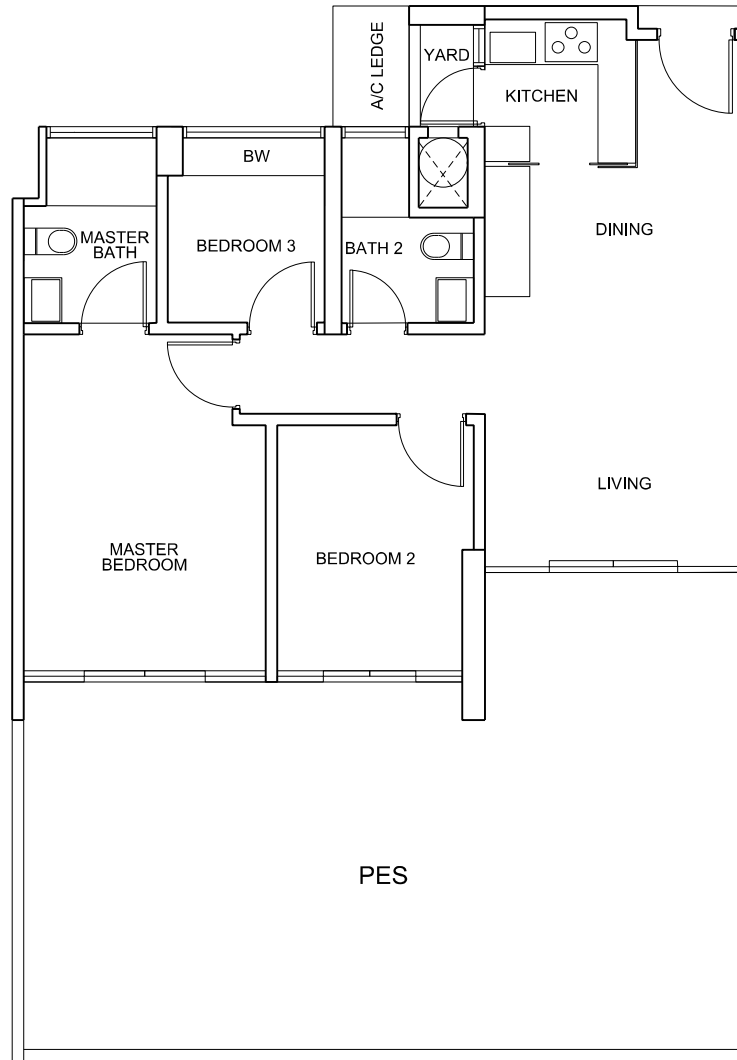 A/C LEDGE
YARD
KITCHEN
BW
MASTER
BATH
BEDROOM 3
BATH 2
DINING
LIVING
MASTER
BEDROOM
BEDROOM 2
PES